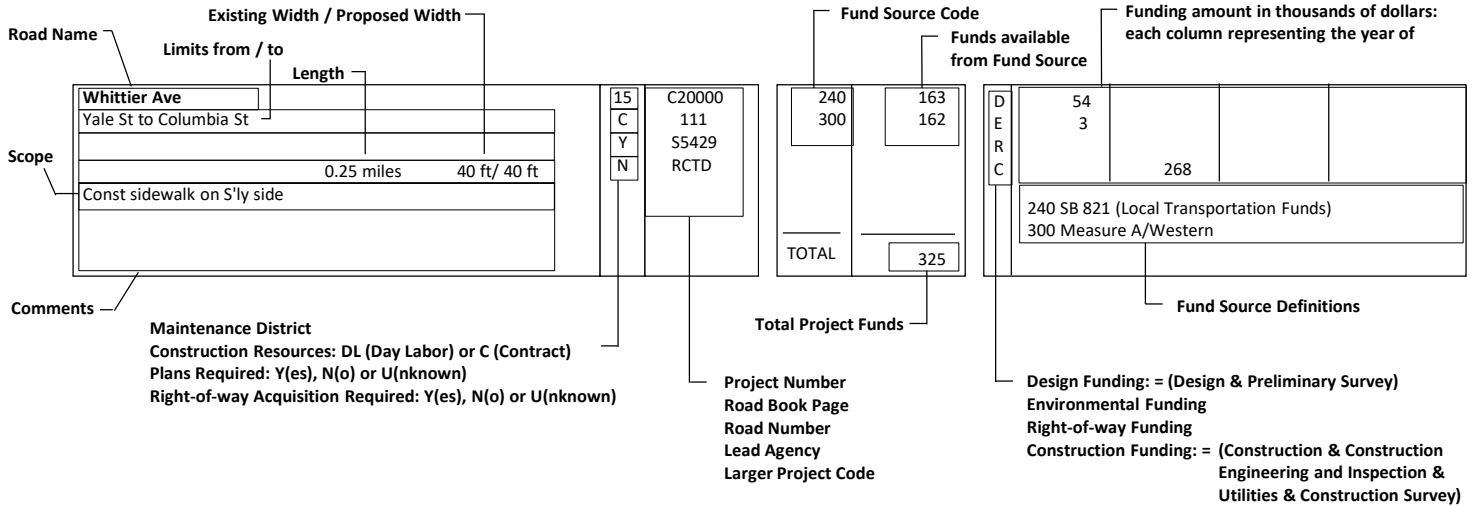 Existing Width / Proposed Width
Fund Source Code
Funding amount in thousands of dollars:
each column representing the year of
Road Name
Limits from / to
Funds available
from Fund Source
Length
Whittier Ave
Yale St to Columbia St
15
C
Y
N
C20000
111
S5429
RCTD
240 163
300 162
D 54
E 3
R
C 268
Scope
0.25 miles 40 ft/ 40 ft
Const sidewalk on S'ly side
240 SB 821 (Local Transportation Funds)
300 Measure A/Western
TOTAL 325
Comments
Fund Source Definitions
Total Project Funds
Maintenance District
Construction Resources: DL (Day Labor) or C (Contract)
Plans Required: Y(es), N(o) or U(nknown)
Right-of-way Acquisition Required: Y(es), N(o) or U(nknown)
Project Number
Road Book Page
Road Number
Lead Agency
Larger Project Code
Design Funding: = (Design & Preliminary Survey)
Environmental Funding
Right-of-way Funding
Construction Funding: = (Construction & Construction
Engineering and Inspection &
Utilities & Construction Survey)